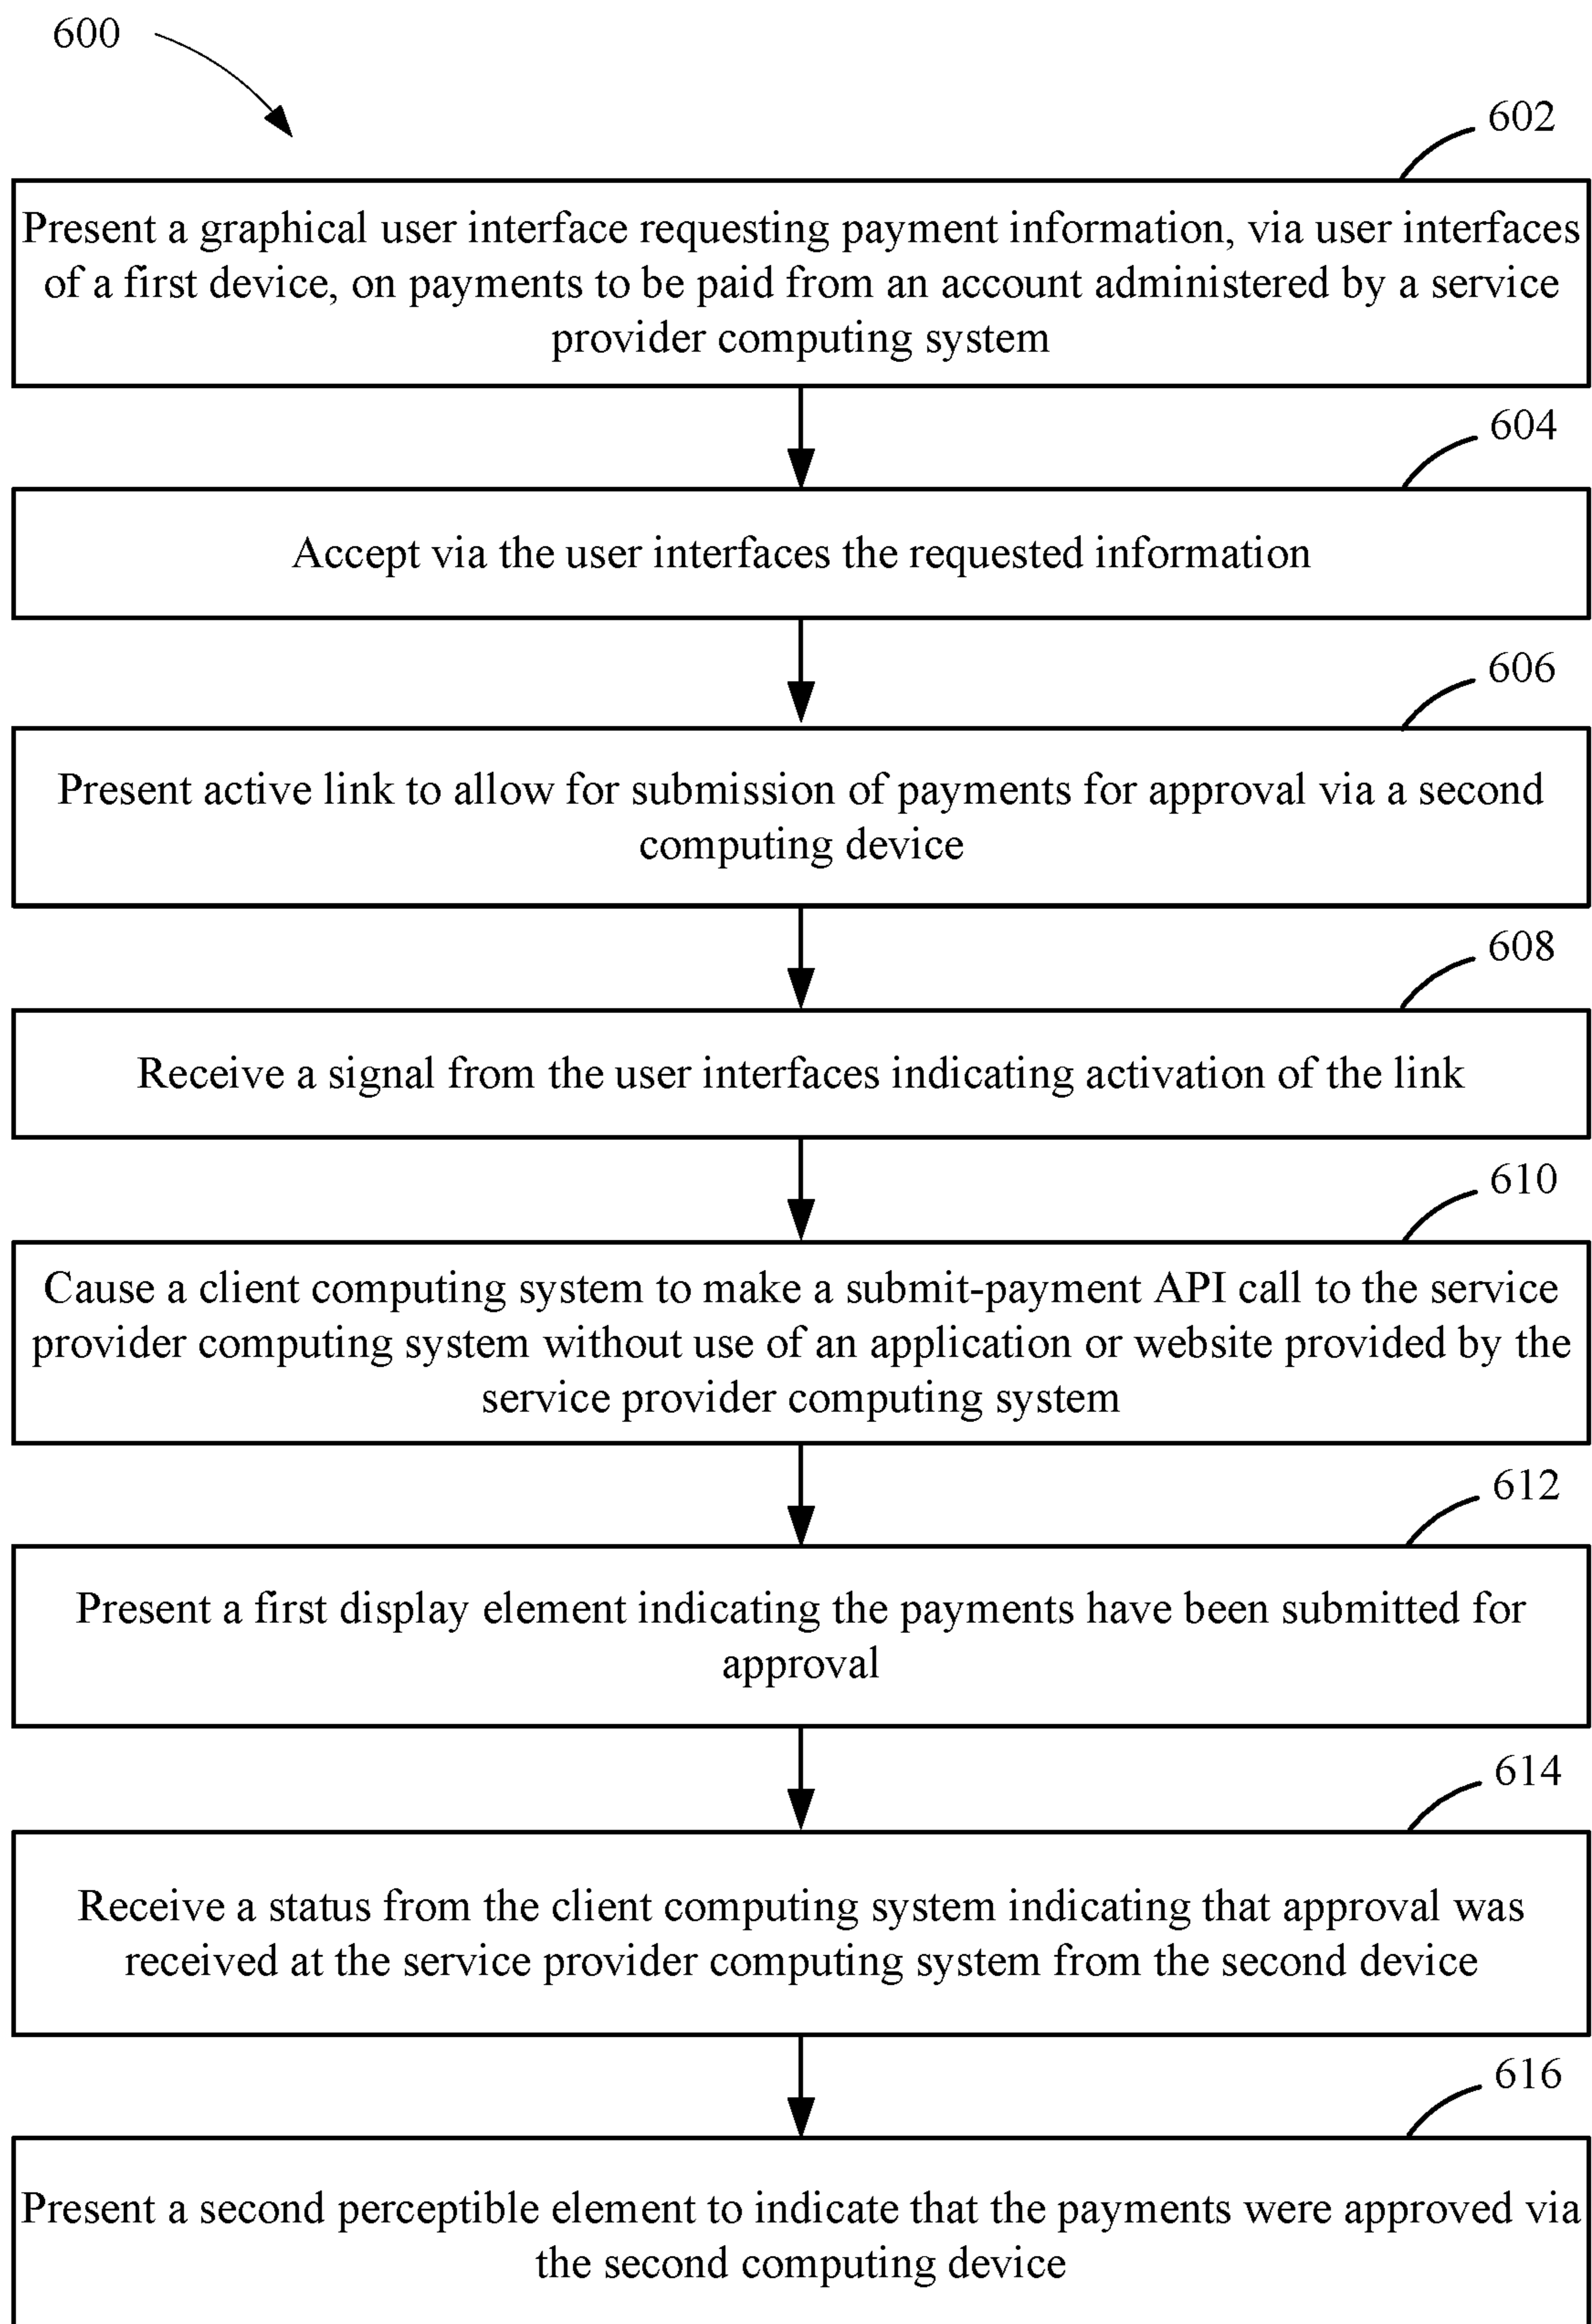 600
602
Present a graphical user interface requesting payment information, via user interfaces
of a first device, on payments to be paid from an account administered by a service
provider computing system
604
Accept via the user interfaces the requested information
606
Present active link to allow for submission of payments for approval via a second
computing device
608
Receive a signal from the user interfaces indicating activation of the link
610
Cause a client computing system to make a submit-payment API call to the service
provider computing system without use of an application or website provided by the
service provider computing system
612
Present a first display element indicating the payments have been submitted for
approval
614
Receive a status from the client computing system indicating that approval was
received at the service provider computing system from the second device
616
Present a second perceptible element to indicate that the payments were approved via
the second computing device